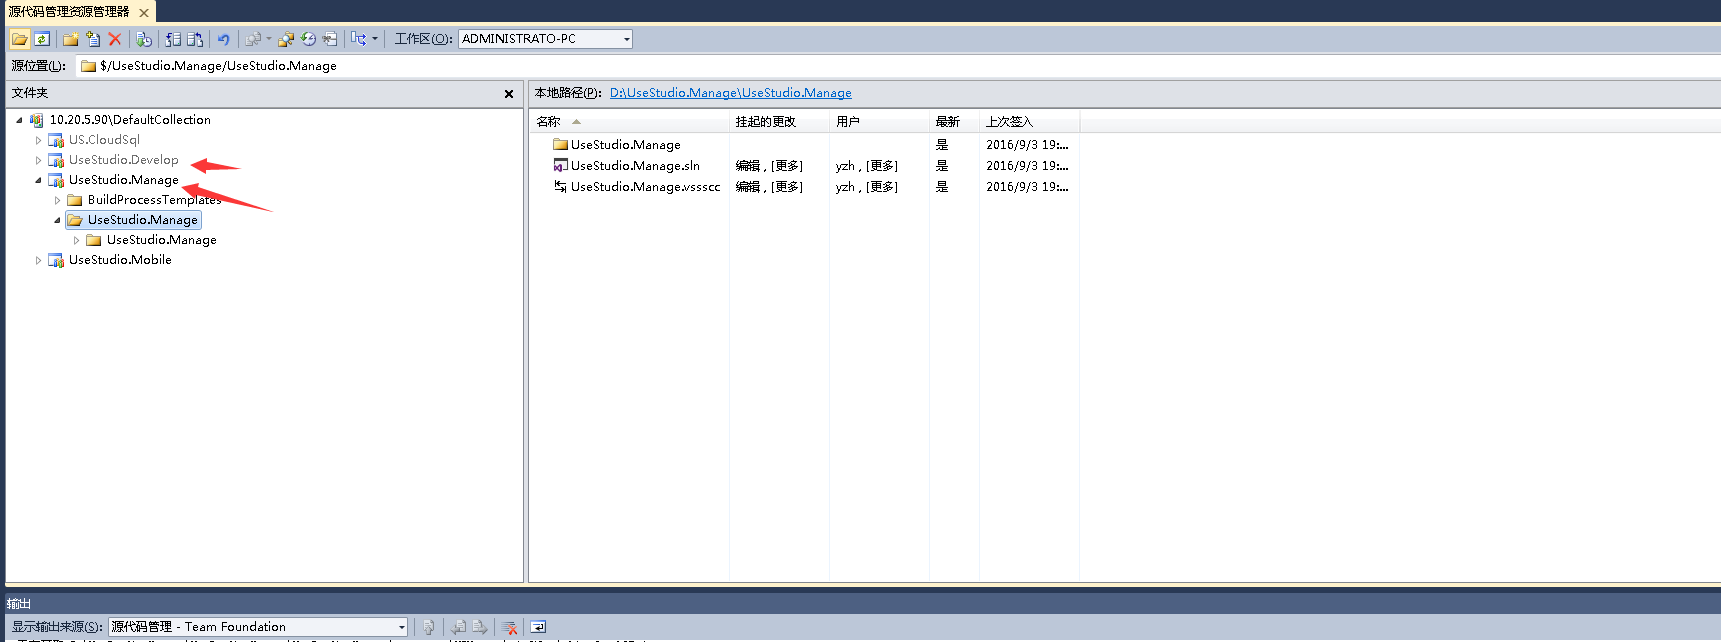 源代码管理资源管理器
工作区(O): ADMINISTRATO-PC
源位置(L): $/UseStudio.Manage/UseStudio.Manage
文件夹
10.20.5.90\DefaultCollection
US.CloudSql
UseStudio.Develop
UseStudio.Manage
BuildProcessTemplates
UseStudio.Manage
UseStudio.Manage
UseStudio.Mobile
本地路径(P): D:\UseStudio.Manage\UseStudio.Manage
名称 挂起的更改 用户 最新 上次签入
UseStudio.Manage 是 2016/9/3 19:...
UseStudio.Manage.sln 编辑 , [更多] yzh , [更多] 是 2016/9/3 19:...
UseStudio.Manage.vssscc 编辑 , [更多] yzh , [更多] 是 2016/9/3 19:...
输出
显示输出来源(S): 源代码管理 - Team Foundation